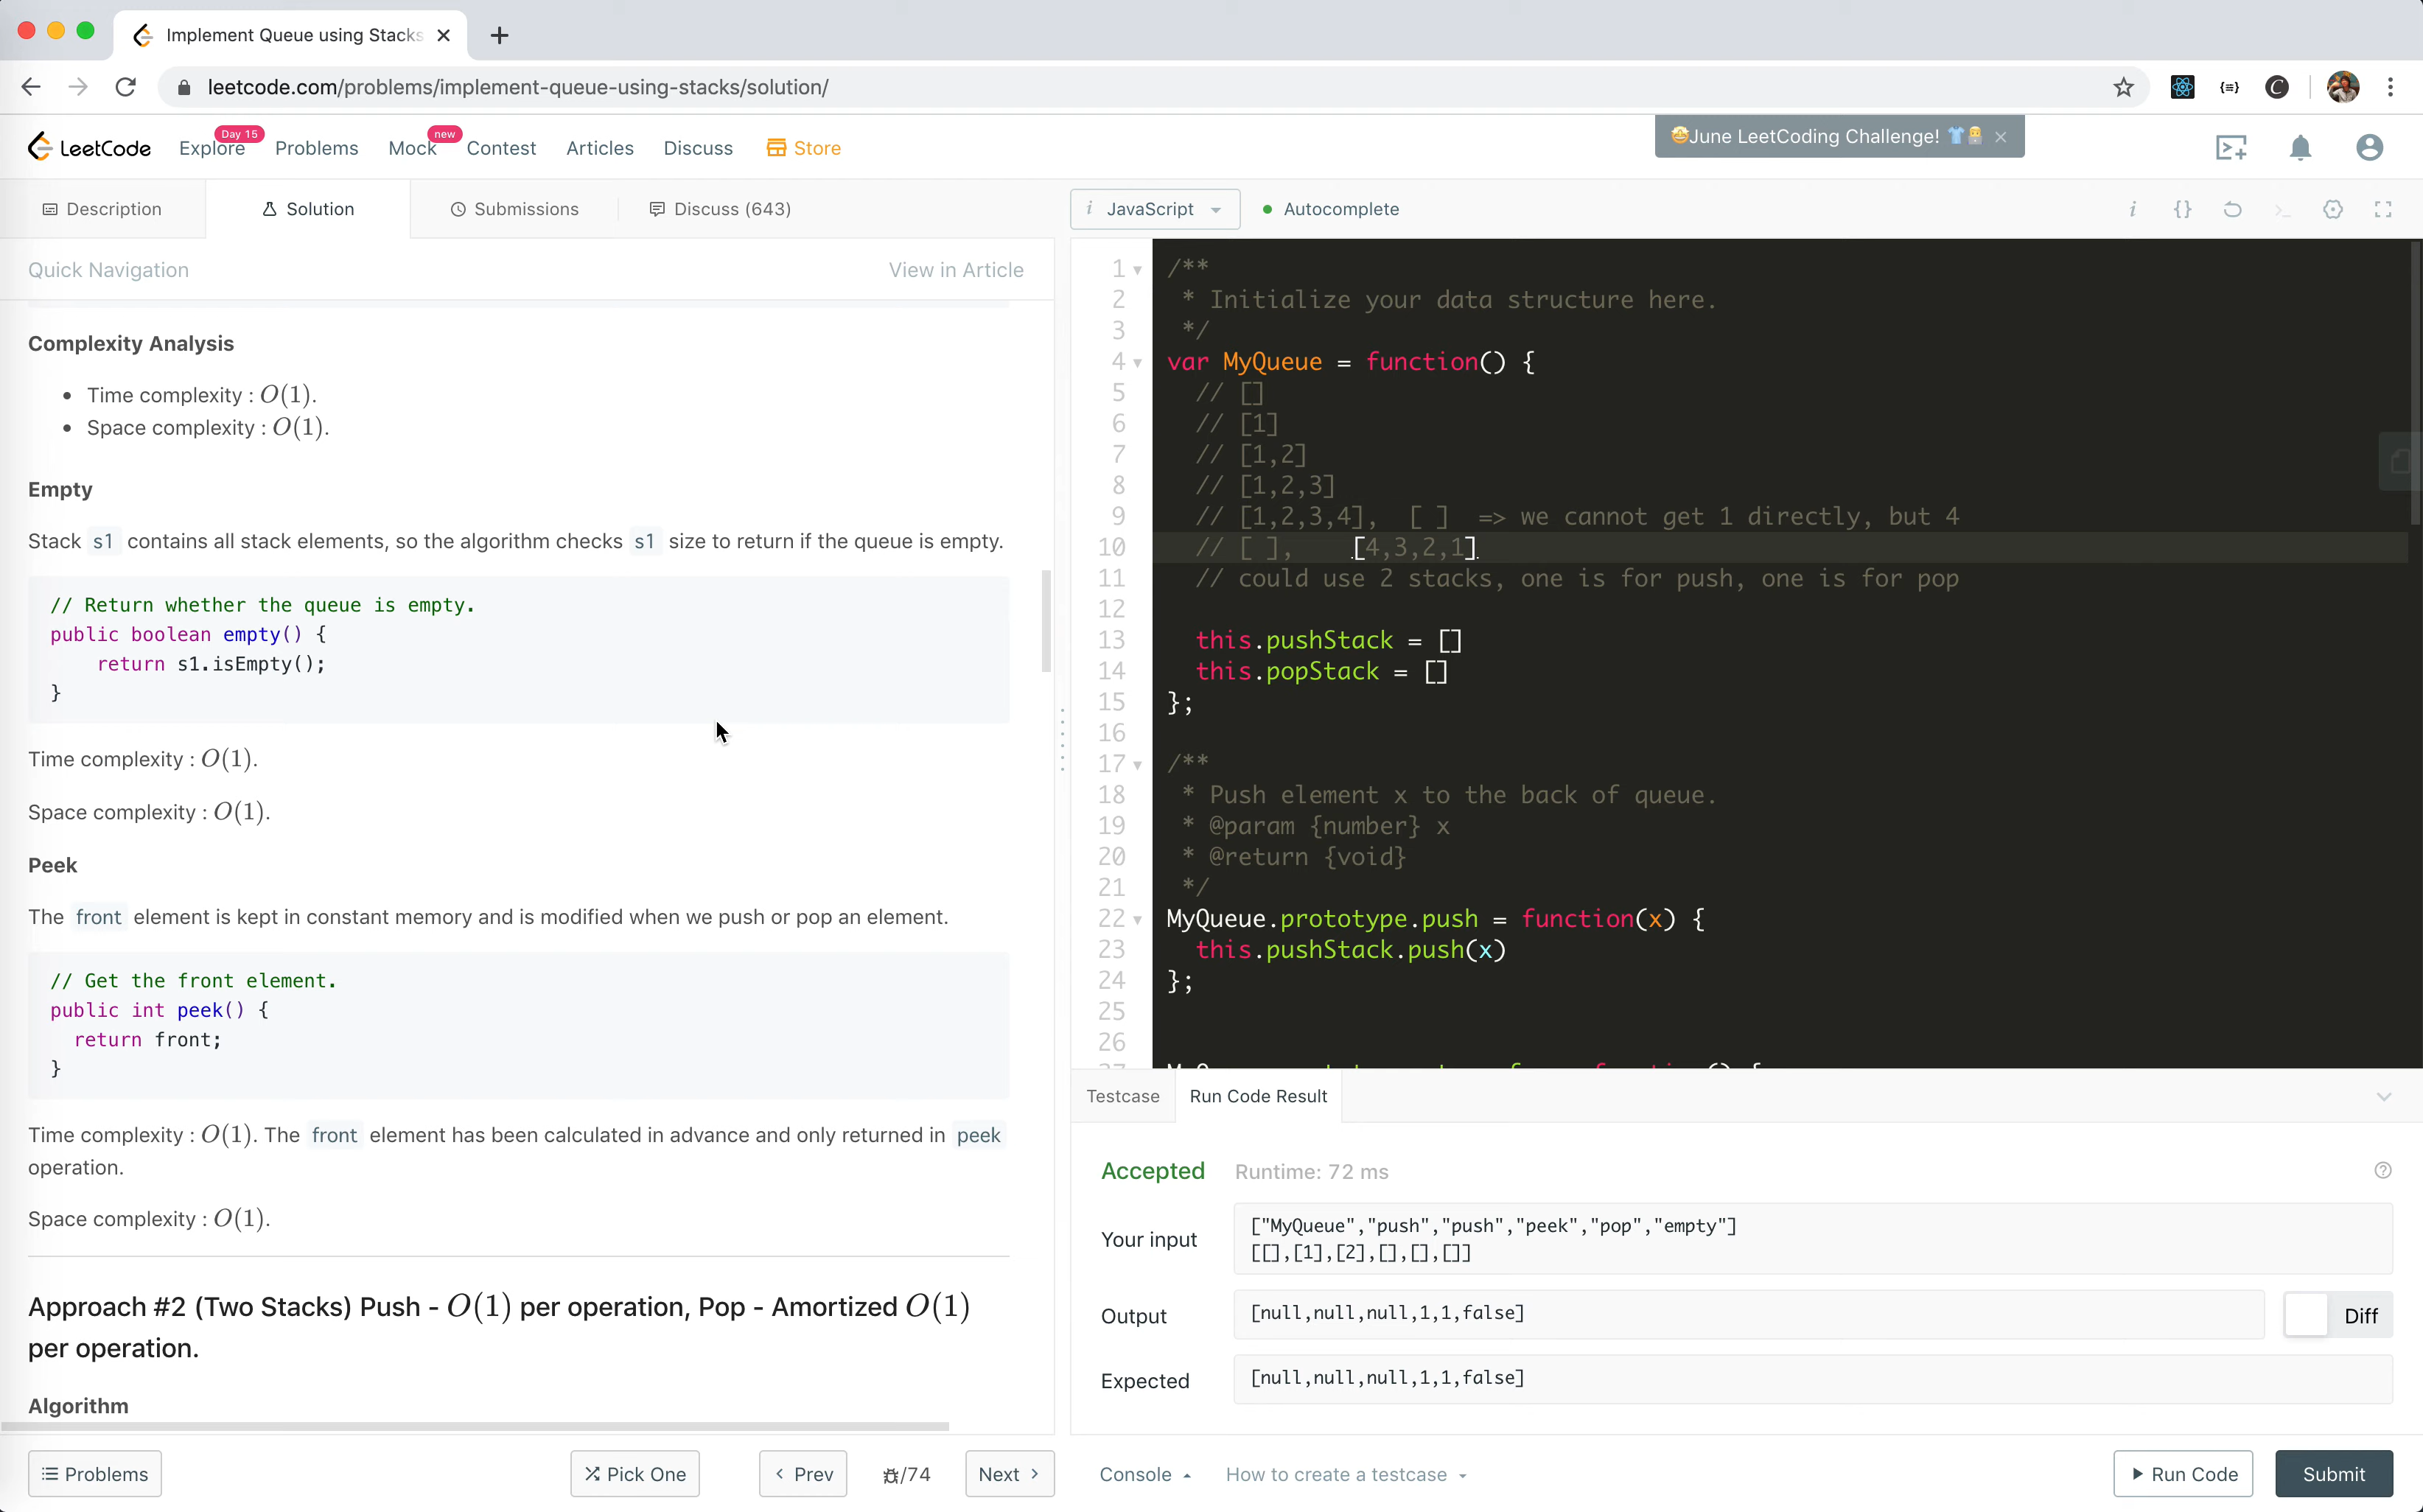 Implement Queue using Stacks
leetcode.com/problems/implement-queue-using-stacks/solution/
LeetCode
Explore
Day 15
Problems
Mock
new
Contest
Articles
Discuss
Store
🤩June LeetCoding Challenge! 👕
Description
Solution
Submissions
Discuss (643)
i JavaScript
Autocomplete
i {} >_
Quick Navigation
View in Article
Complexity Analysis
• Time complexity : O(1).
• Space complexity : O(1).
Empty
Stack s1 contains all stack elements, so the algorithm checks s1 size to return if the queue is empty.
// Return whether the queue is empty.
public boolean empty() {
    return s1.isEmpty();
}
Time complexity : O(1).
Space complexity : O(1).
Peek
The front element is kept in constant memory and is modified when we push or pop an element.
// Get the front element.
public int peek() {
  return front;
}
Time complexity : O(1). The front element has been calculated in advance and only returned in peek
operation.
Space complexity : O(1).
Approach #2 (Two Stacks) Push - O(1) per operation, Pop - Amortized O(1)
per operation.
Algorithm
Problems
Pick One
Prev
/74
Next
1 /**
2  * Initialize your data structure here.
3  */
4 var MyQueue = function() {
5   // []
6   // [1]
7   // [1,2]
8   // [1,2,3]
9   // [1,2,3,4],  [ ]  => we cannot get 1 directly, but 4
10   // [ ],    [4,3,2,1]
11   // could use 2 stacks, one is for push, one is for pop
12
13   this.pushStack = []
14   this.popStack = []
15 };
16
17 /**
18  * Push element x to the back of queue.
19  * @param {number} x
20  * @return {void}
21  */
22 MyQueue.prototype.push = function(x) {
23   this.pushStack.push(x)
24 };
25
26
Testcase
Run Code Result
Accepted
Runtime: 72 ms
Your input
["MyQueue","push","push","peek","pop","empty"]
[[],[1],[2],[],[],[]]
Output
[null,null,null,1,1,false]
Diff
Expected
[null,null,null,1,1,false]
Console
How to create a testcase
Run Code
Submit